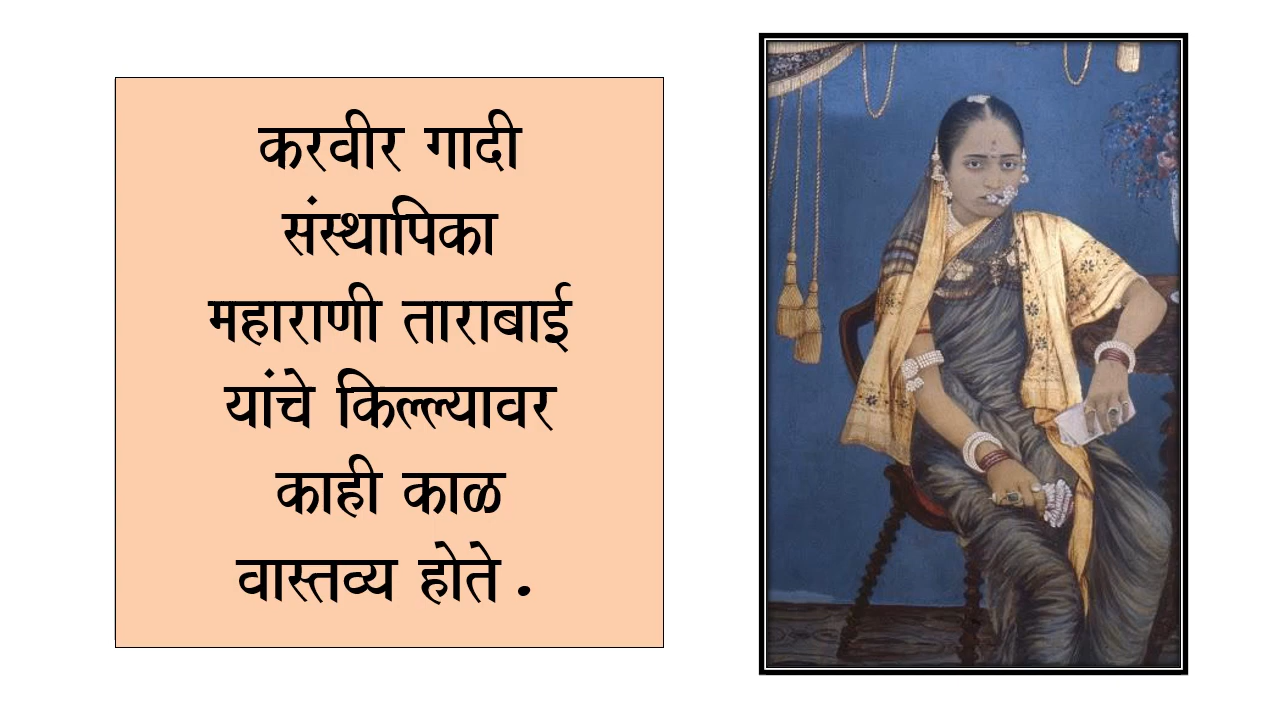 करवीर गादी
संस्थापिका
महाराणी ताराबाई
यांचे किल्ल्यावर
काही काळ
वास्तव्य होते .